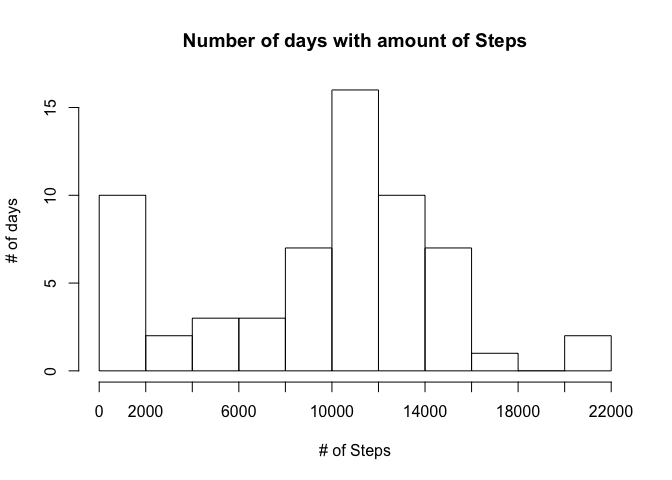 Number of days with amount of Steps
15
10
5
0
# of days
0 2000 6000 10000 14000 18000 22000
# of Steps